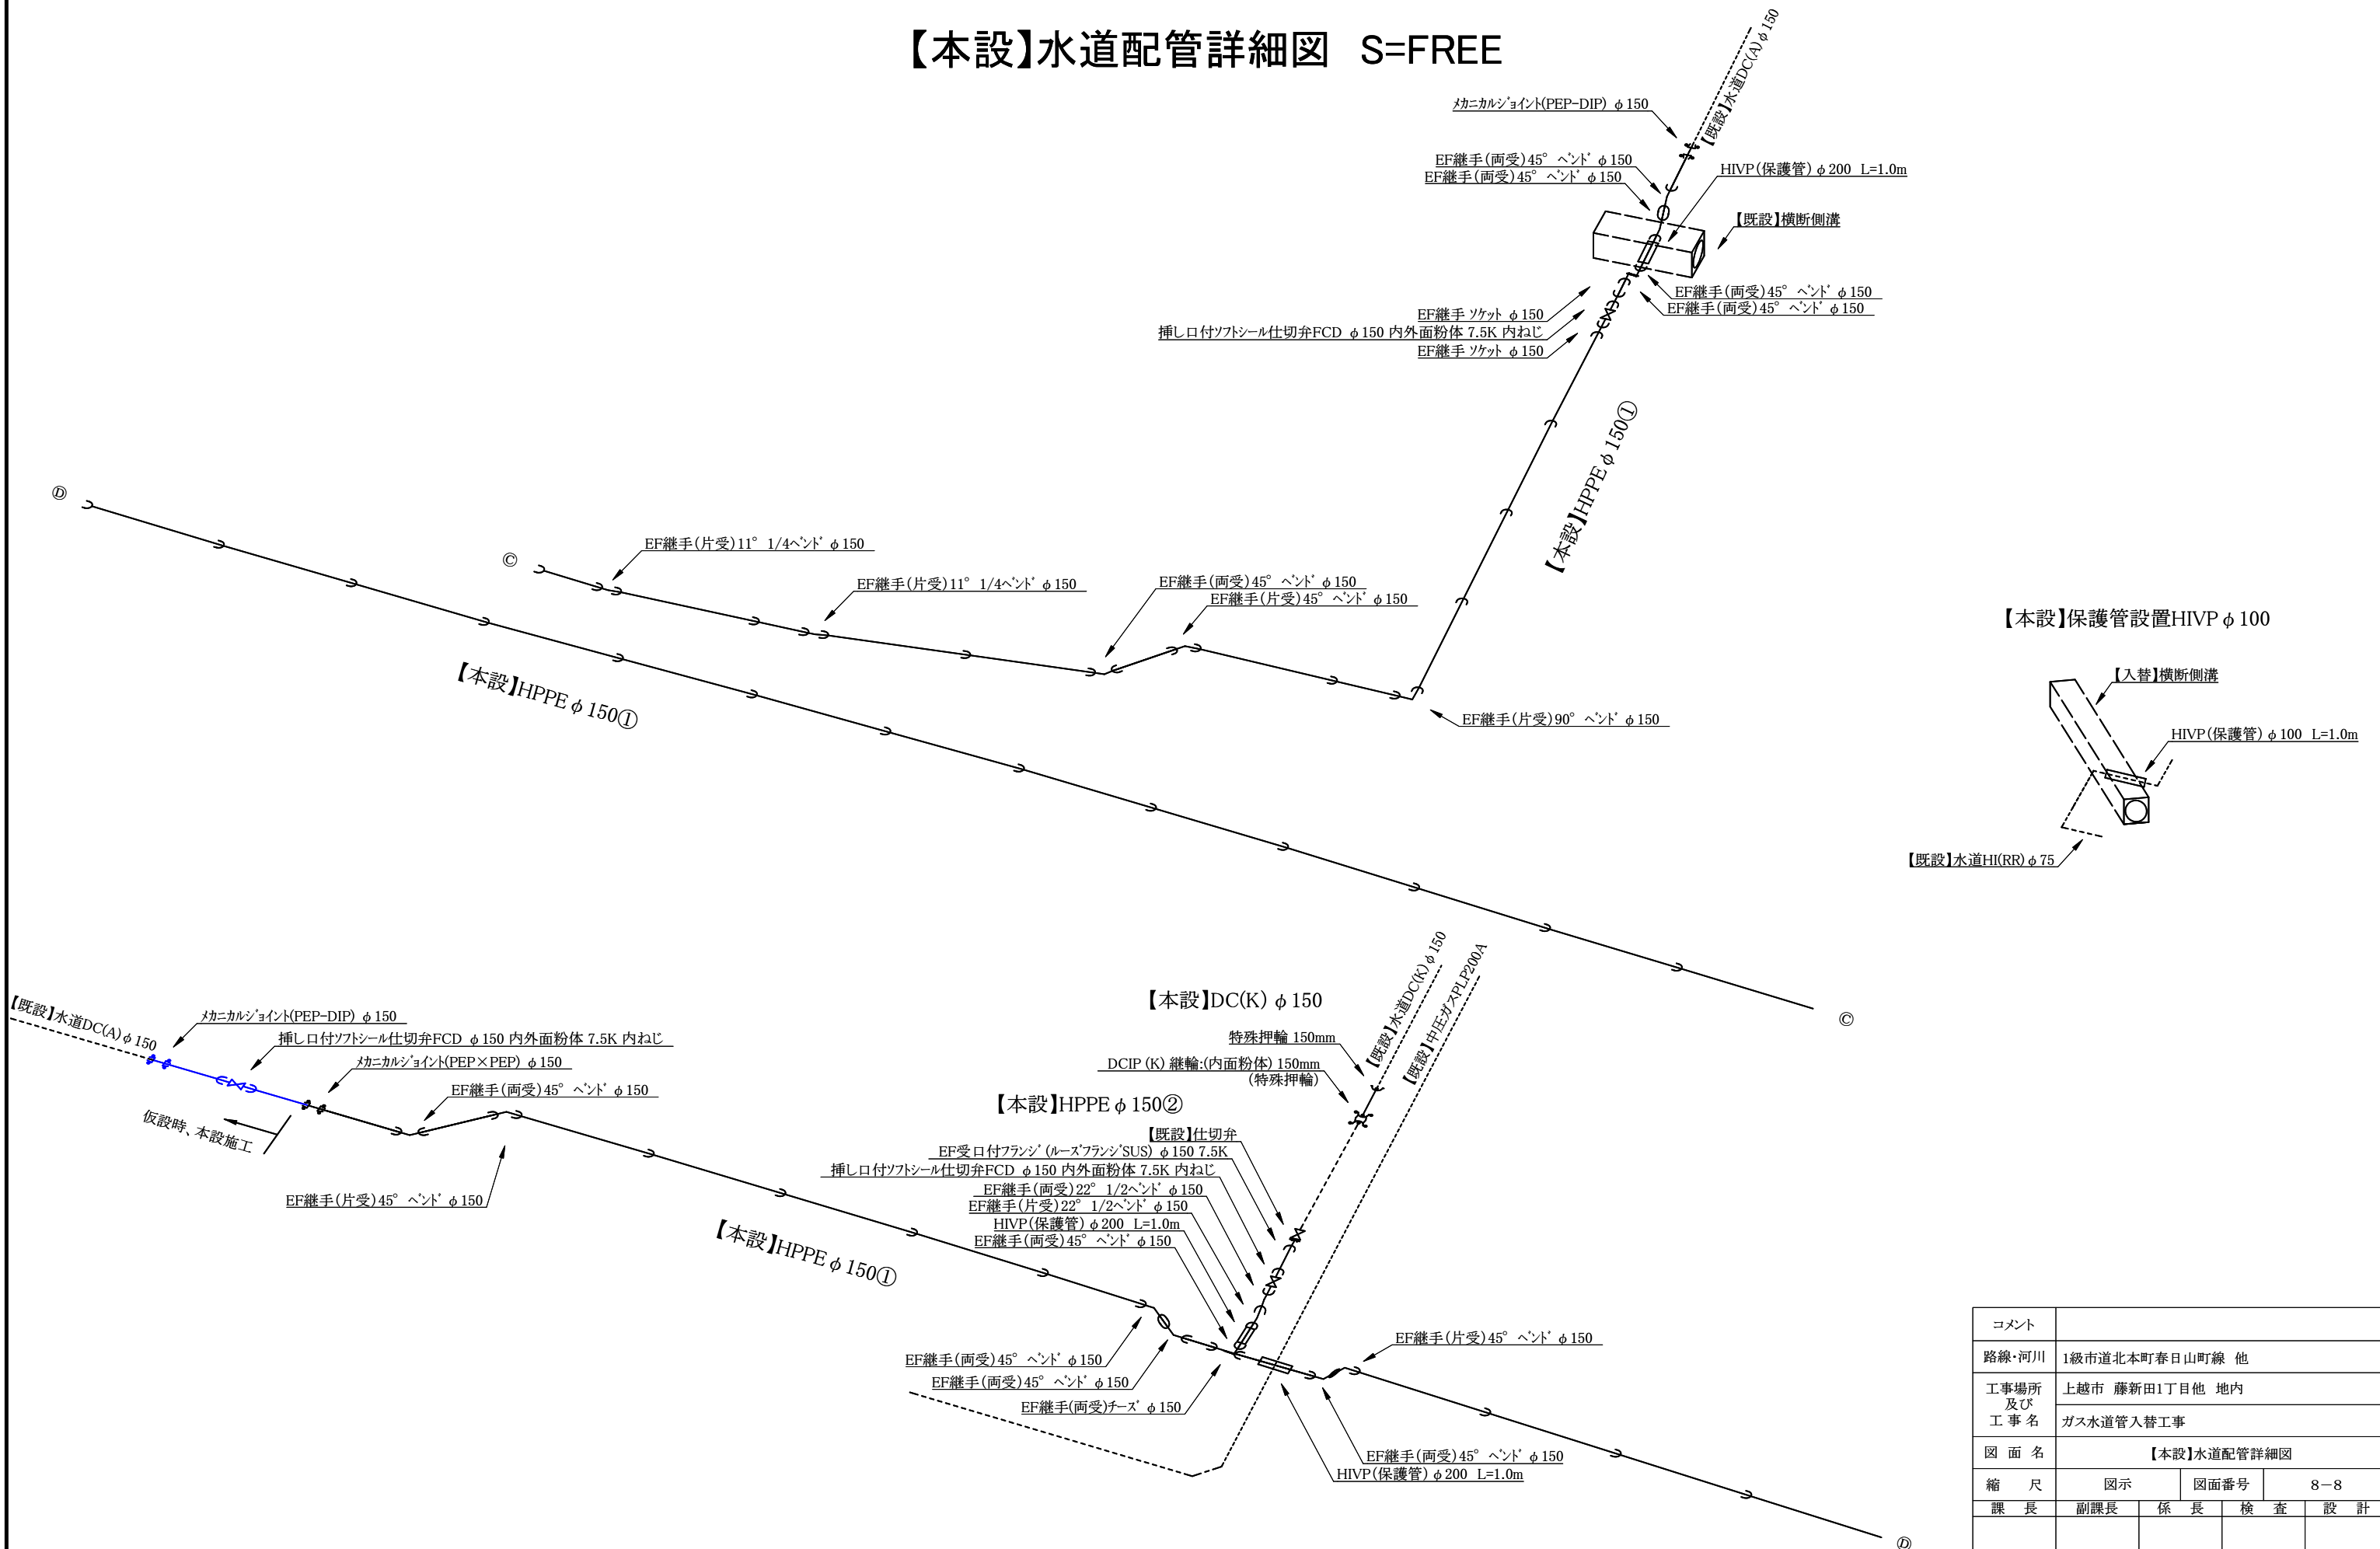 【本設】水道配管詳細図 S=FREE
【既設】水道DC(A)φ150
ﾒｶﾆｶﾙｼﾞｮｲﾝﾄ(PEP-DIP) φ150
EF継手(両受)45° ﾍﾞﾝﾄﾞ φ150
EF継手(両受)45° ﾍﾞﾝﾄﾞ φ150
HIVP(保護管)φ200 L=1.0m
【既設】横断側溝
EF継手(両受)45° ﾍﾞﾝﾄﾞ φ150
EF継手(両受)45° ﾍﾞﾝﾄﾞ φ150
EF継手 ｿｹｯﾄ φ150
挿し口付ｿﾌﾄｼｰﾙ仕切弁FCD φ150 内外面粉体 7.5K 内ねじ
EF継手 ｿｹｯﾄ φ150
【本設】HPPEφ150①
Ⓓ
Ⓒ
EF継手(片受)11° 1/4ﾍﾞﾝﾄﾞ φ150
EF継手(片受)11° 1/4ﾍﾞﾝﾄﾞ φ150
EF継手(両受)45° ﾍﾞﾝﾄﾞ φ150
EF継手(片受)45° ﾍﾞﾝﾄﾞ φ150
EF継手(片受)90° ﾍﾞﾝﾄﾞ φ150
【本設】HPPEφ150①
Ⓒ
【本設】保護管設置HIVPφ100
【入替】横断側溝
HIVP(保護管)φ100 L=1.0m
【既設】水道HI(RR)φ75
【既設】水道DC(A)φ150
ﾒｶﾆｶﾙｼﾞｮｲﾝﾄ(PEP-DIP) φ150
挿し口付ｿﾌﾄｼｰﾙ仕切弁FCD φ150 内外面粉体 7.5K 内ねじ
ﾒｶﾆｶﾙｼﾞｮｲﾝﾄ(PEP×PEP) φ150
EF継手(両受)45° ﾍﾞﾝﾄﾞ φ150
仮設時、本設施工
EF継手(片受)45° ﾍﾞﾝﾄﾞ φ150
【本設】HPPEφ150①
【本設】DC(K)φ150
【既設】水道DC(K)φ150
【既設】中圧ガスPLP200A
特殊押輪 150mm
DCIP (K) 継輪:(内面粉体) 150mm
(特殊押輪)
【本設】HPPEφ150②
【既設】仕切弁
EF受口付ﾌﾗﾝｼﾞ(ﾙｰｽﾞﾌﾗﾝｼﾞSUS) φ150 7.5K
挿し口付ｿﾌﾄｼｰﾙ仕切弁FCD φ150 内外面粉体 7.5K 内ねじ
EF継手(両受)22° 1/2ﾍﾞﾝﾄﾞ φ150
EF継手(片受)22° 1/2ﾍﾞﾝﾄﾞ φ150
HIVP(保護管)φ200 L=1.0m
EF継手(両受)45° ﾍﾞﾝﾄﾞ φ150
EF継手(両受)45° ﾍﾞﾝﾄﾞ φ150
EF継手(両受)45° ﾍﾞﾝﾄﾞ φ150
EF継手(両受)ﾁｰｽﾞ φ150
EF継手(片受)45° ﾍﾞﾝﾄﾞ φ150
EF継手(両受)45° ﾍﾞﾝﾄﾞ φ150
HIVP(保護管)φ200 L=1.0m
Ⓓ
コメント
路線・河川 1級市道北本町春日山町線 他
工事場所 及び 工事名 上越市 藤新田1丁目他 地内
ガス水道管入替工事
図面名 【本設】水道配管詳細図
縮尺 図示 図面番号 8－8
課長 副課長 係長 検査 設計